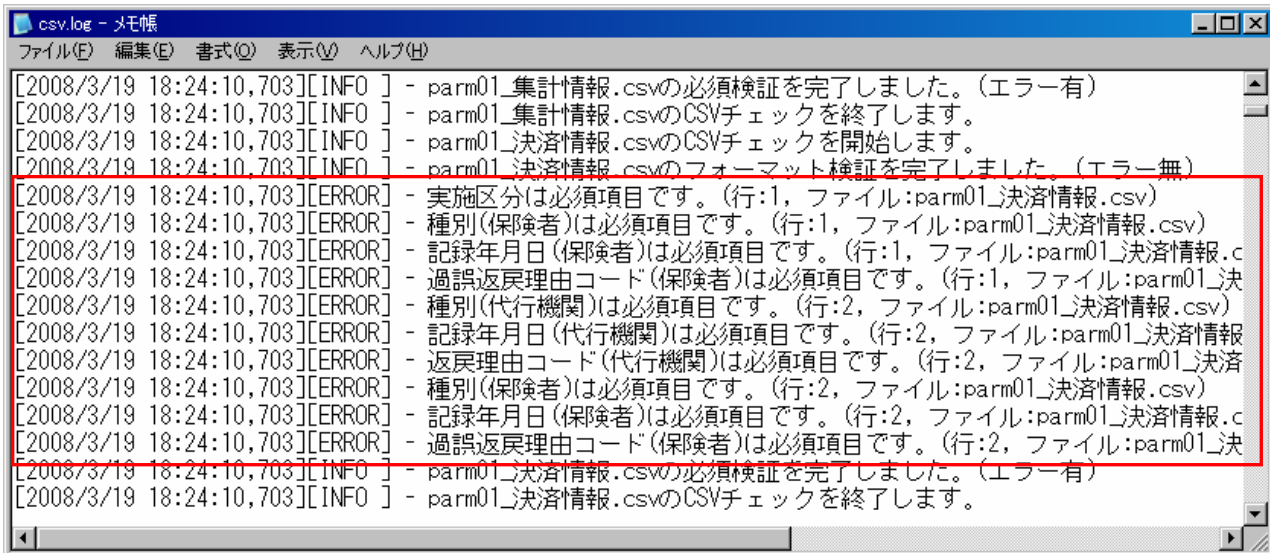 csv.log - メモ帳
ファイル(F) 編集(E) 書式(O) 表示(V) ヘルプ(H)
[2008/3/19 18:24:10,703][INFO ] - parm01_集計情報.csvの必須検証を完了しました。(エラー有)
[2008/3/19 18:24:10,703][INFO ] - parm01_集計情報.csvのCSVチェックを終了します。
[2008/3/19 18:24:10,703][INFO ] - parm01_決済情報.csvのCSVチェックを開始します。
[2008/3/19 18:24:10,703][INFO ] - parm01_決済情報.csvのフォーマット検証を完了しました。(エラー無)
[2008/3/19 18:24:10,703][ERROR] - 実施区分は必須項目です。(行:1, ファイル:parm01_決済情報.csv)
[2008/3/19 18:24:10,703][ERROR] - 種別(保険者)は必須項目です。(行:1, ファイル:parm01_決済情報.csv)
[2008/3/19 18:24:10,703][ERROR] - 記録年月日(保険者)は必須項目です。(行:1, ファイル:parm01_決済情報.c
[2008/3/19 18:24:10,703][ERROR] - 過誤返戻理由コード(保険者)は必須項目です。(行:1, ファイル:parm01_決
[2008/3/19 18:24:10,703][ERROR] - 種別(代行機関)は必須項目です。(行:2, ファイル:parm01_決済情報.csv)
[2008/3/19 18:24:10,703][ERROR] - 記録年月日(代行機関)は必須項目です。(行:2, ファイル:parm01_決済情報
[2008/3/19 18:24:10,703][ERROR] - 返戻理由コード(代行機関)は必須項目です。(行:2, ファイル:parm01_決済
[2008/3/19 18:24:10,703][ERROR] - 種別(保険者)は必須項目です。(行:2, ファイル:parm01_決済情報.csv)
[2008/3/19 18:24:10,703][ERROR] - 記録年月日(保険者)は必須項目です。(行:2, ファイル:parm01_決済情報.c
[2008/3/19 18:24:10,703][ERROR] - 過誤返戻理由コード(保険者)は必須項目です。(行:2, ファイル:parm01_決
[2008/3/19 18:24:10,703][INFO ] - parm01_決済情報.csvの必須検証を完了しました。(エラー有)
[2008/3/19 18:24:10,703][INFO ] - parm01_決済情報.csvのCSVチェックを終了します。